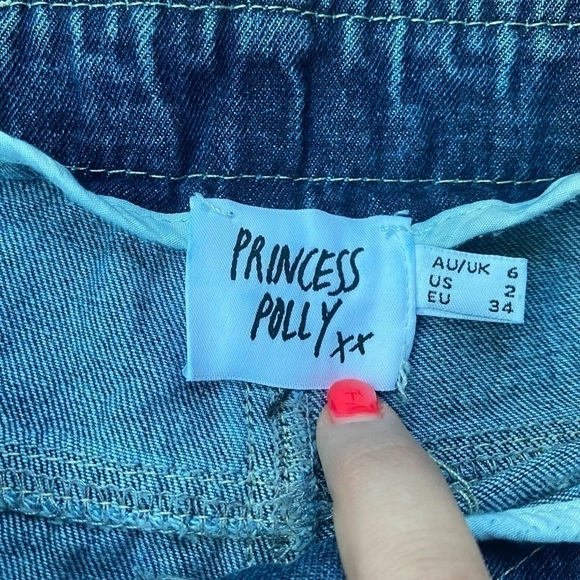 PRINCESS
POLLY xx
AU/UK 6
US 2
EU 34